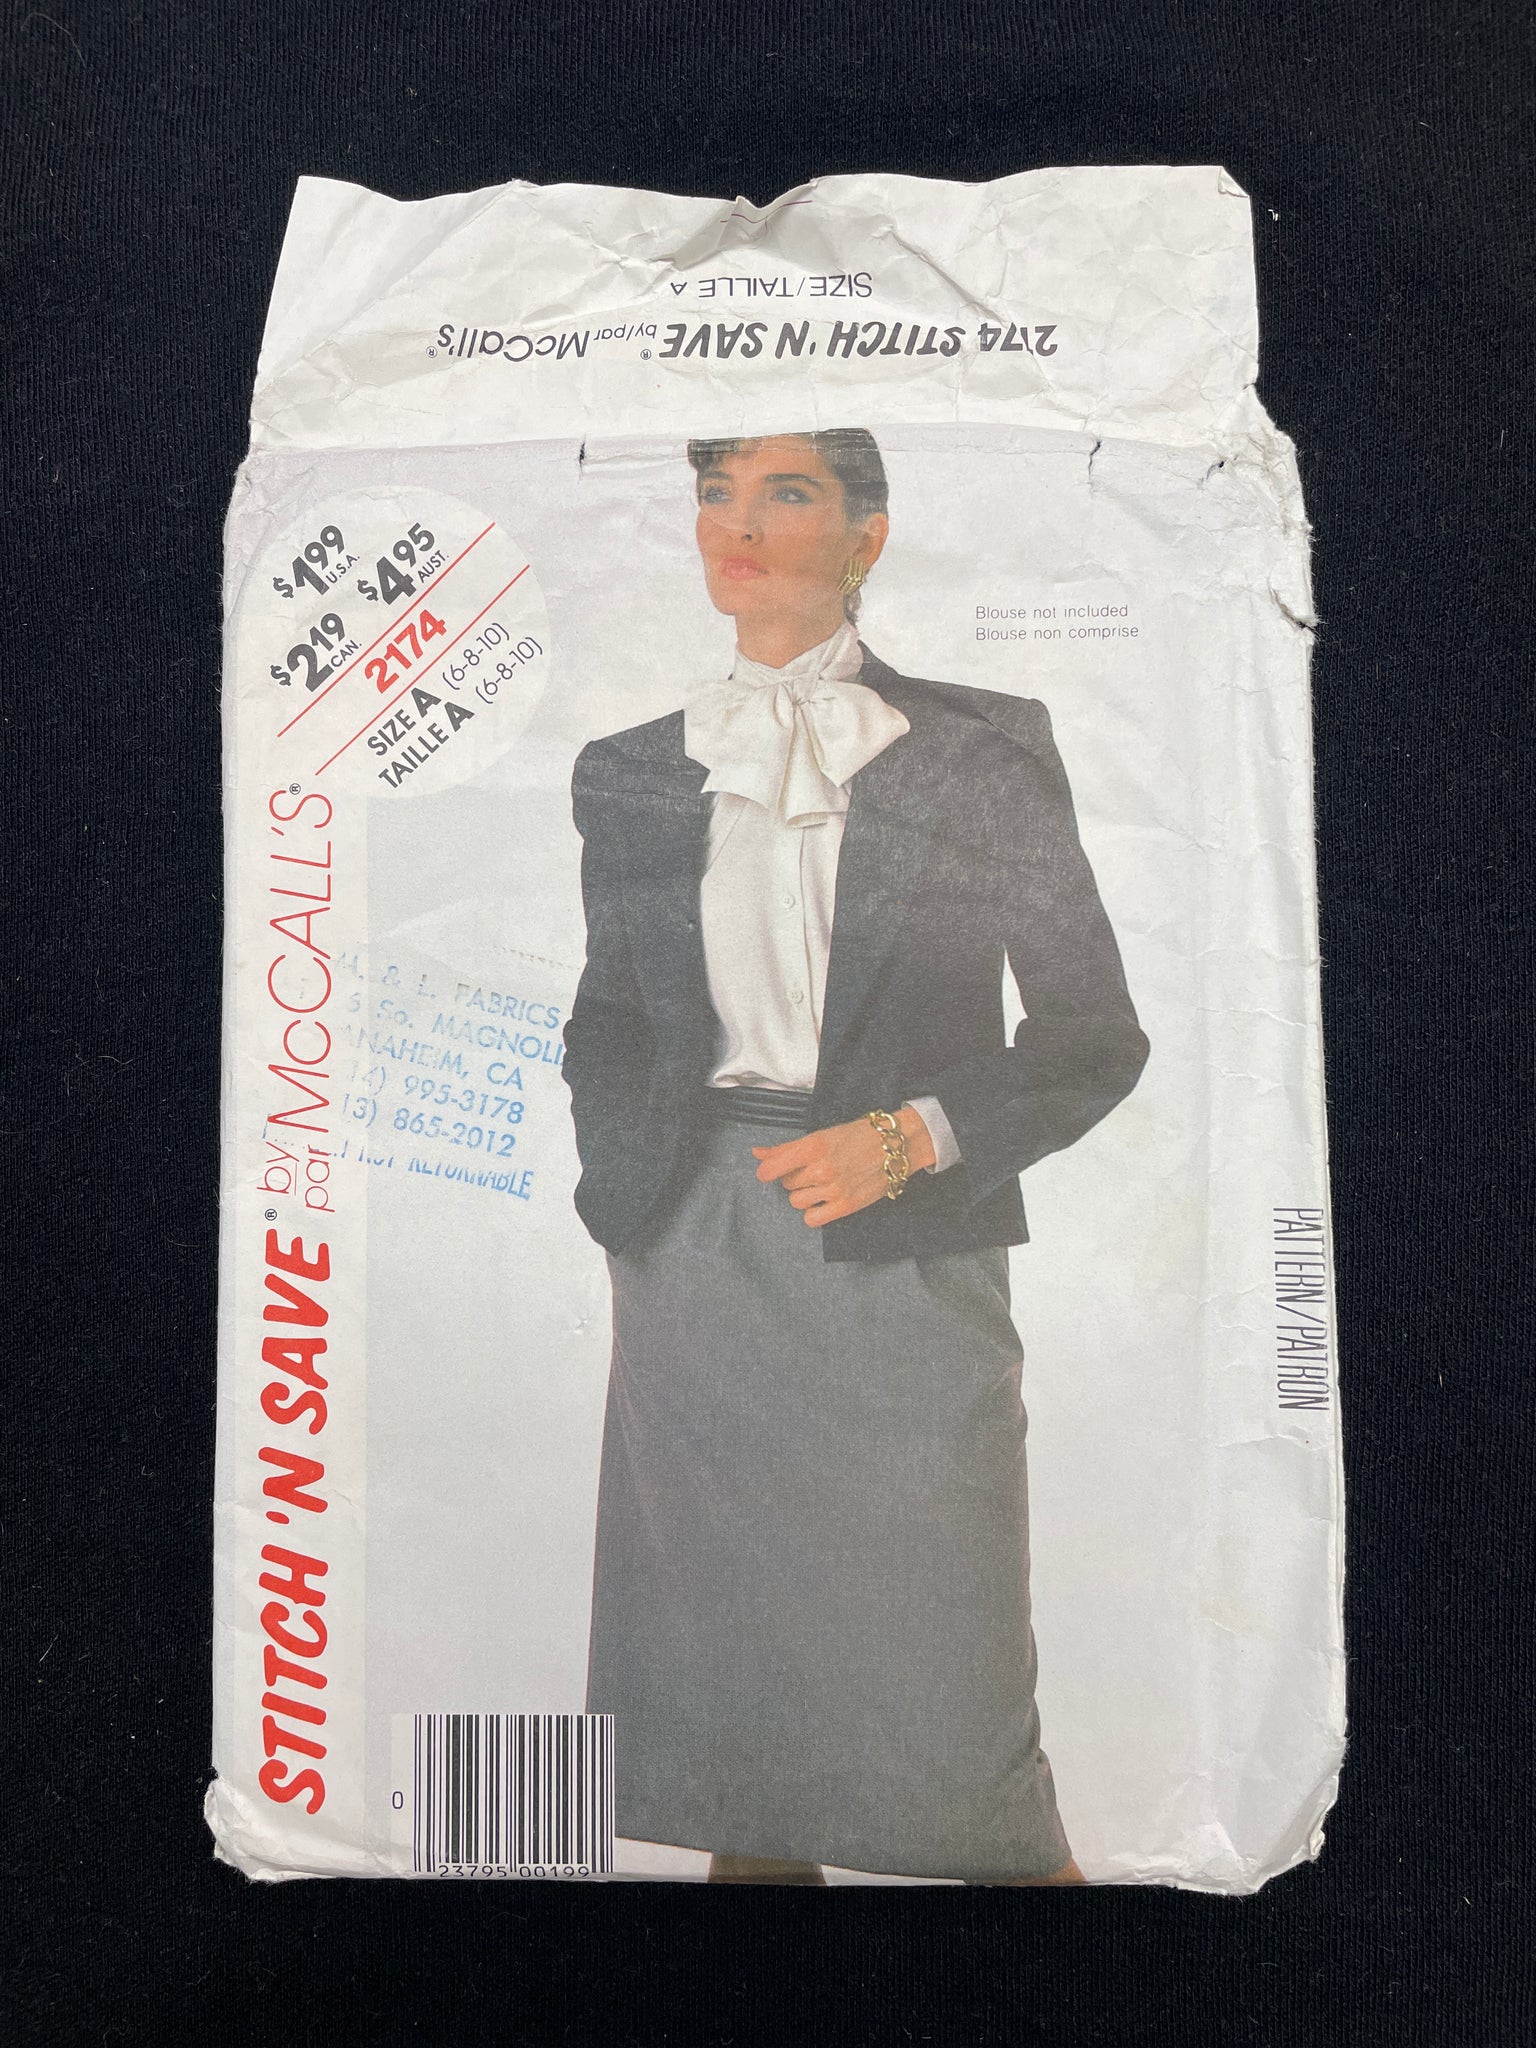 SIZE/TAILLE A
2174 STITCH 'N SAVE® by/par McCall's®
$1.99 U.S.A. $4.95 AUST.
$2.19 CAN. 2174
SIZE A (6-8-10)
TAILLE A (6-8-10)
Blouse not included
Blouse non comprise
STITCH 'N SAVE® by par McCALL'S®
& L. FABRICS
So. MAGNOLI
ANAHEIM, CA
14) 995-3178
13) 865-2012
RETURNABLE
PATTERN/PATRON
0 23795 00199